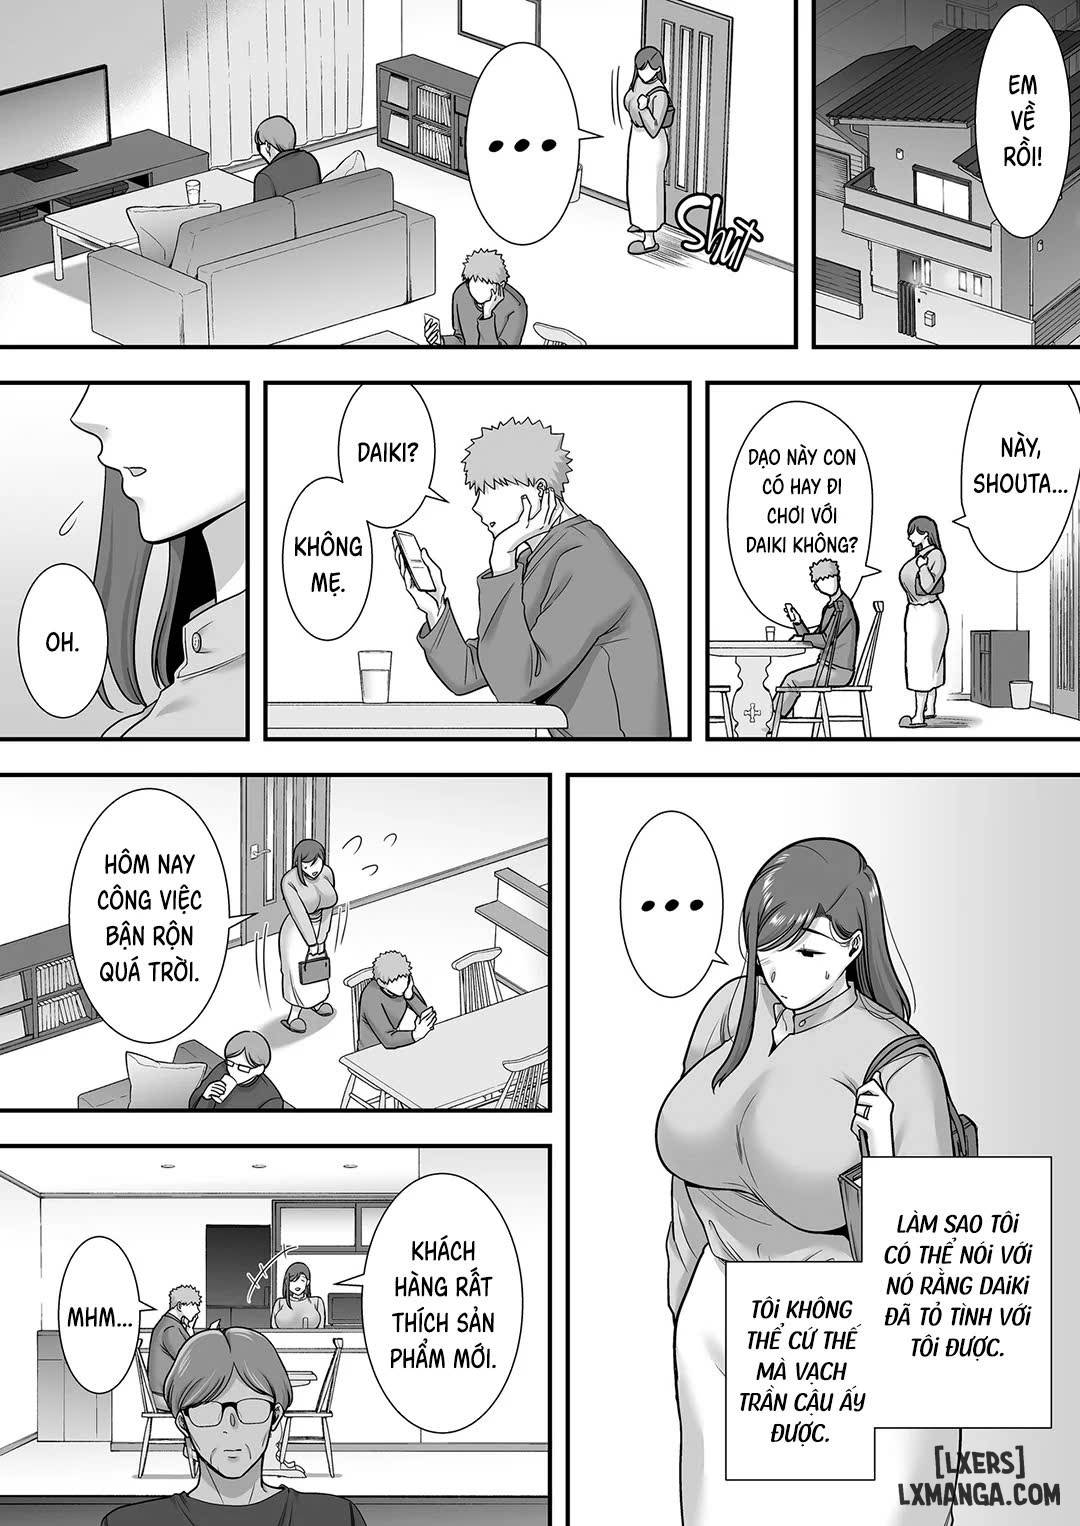 EM
VỀ
RỒI!
...
Shut
NÀY,
SHOUTA...
DẠO NÀY CON
CÓ HAY ĐI
CHƠI VỚI
DAIKI KHÔNG?
DAIKI?
KHÔNG
MẸ.
OH.
...
LÀM SAO TÔI
CÓ THỂ NÓI VỚI
NÓ RẰNG DAiKi
ĐÃ TỎ TÌNH VỚI
TÔI ĐƯỢC.
TÔI KHÔNG
THỂ CỨ THẾ
MÀ VẠCH
TRẦN CẬU ẤY
ĐƯỢC.
HÔM NAY
CÔNG VIỆC
BẬN RỘN
QUÁ TRỜI.
KHÁCH
HÀNG RẤT
THÍCH SẢN
PHẨM MỚI.
MHM...
[LXERS]
LXMANGA.COM